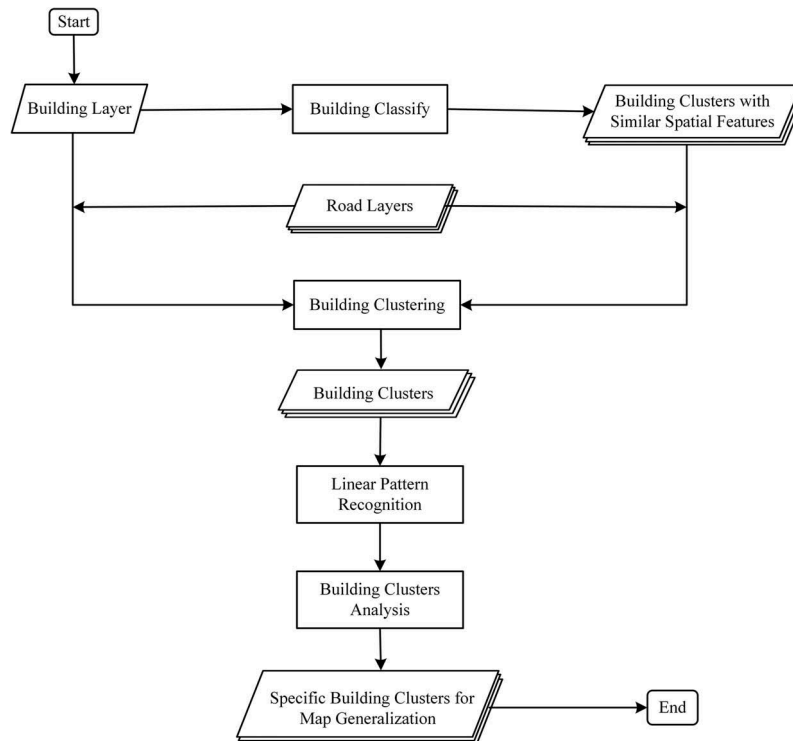 Start
Building Layer
Building Classify
Building Clusters with
Similar Spatial Features
Road Layers
Building Clustering
Building Clusters
Linear Pattern
Recognition
Building Clusters
Analysis
Specific Building Clusters for
Map Generalization
End